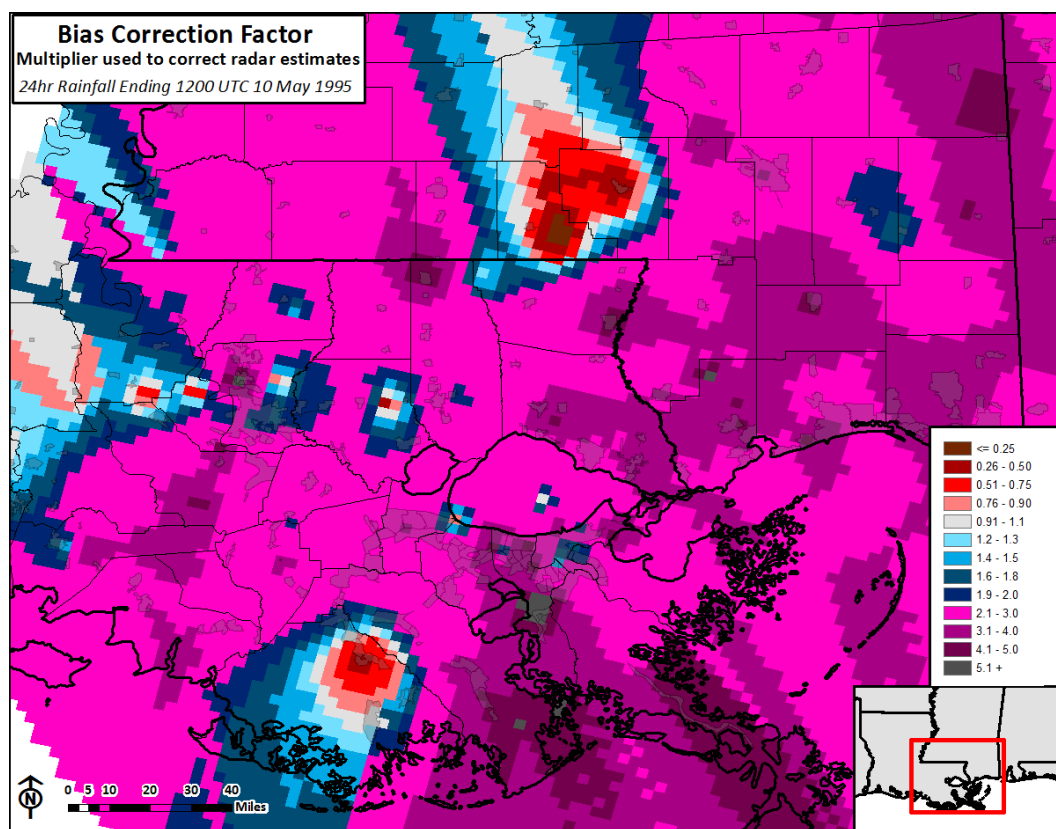 Bias Correction Factor
Multiplier used to correct radar estimates
24hr Rainfall Ending 1200 UTC 10 May 1995
<= 0.25
0.26 - 0.50
0.51 - 0.75
0.76 - 0.90
0.91 - 1.1
1.2 - 1.3
1.4 - 1.5
1.6 - 1.8
1.9 - 2.0
2.1 - 3.0
3.1 - 4.0
4.1 - 5.0
5.1 +
N
0 5 10 20 30 40
Miles